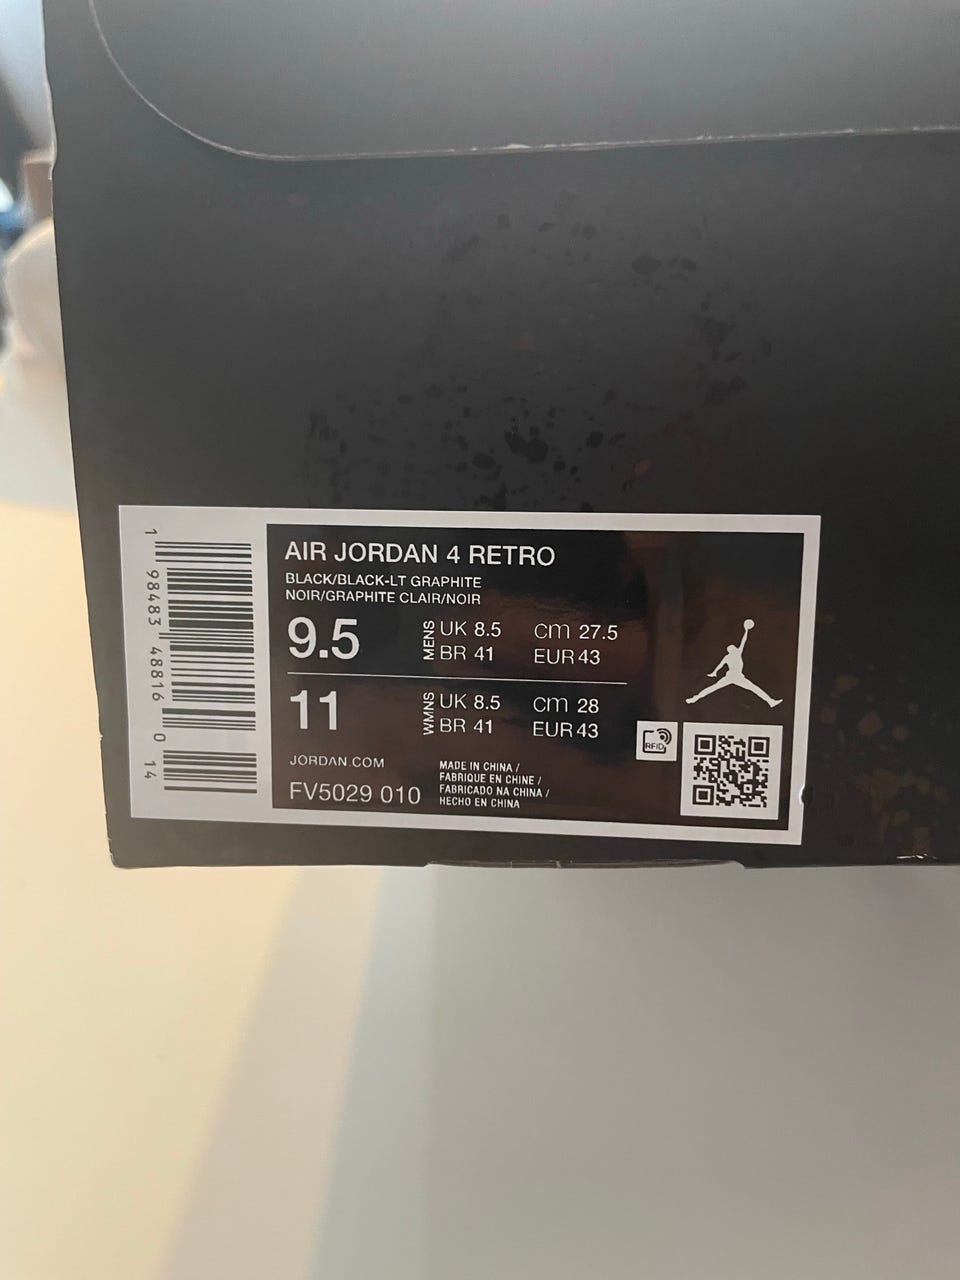 AIR JORDAN 4 RETRO
BLACK/BLACK-LT GRAPHITE
NOIR/GRAPHITE CLAIR/NOIR
9.5 MENS UK 8.5 cm 27.5
BR 41 EUR 43
11 WMNS UK 8.5 cm 28
BR 41 EUR 43
RFID
JORDAN.COM
FV5029 010
MADE IN CHINA /
FABRIQUE EN CHINE /
FABRICADO NA CHINA /
HECHO EN CHINA
1 98483 48816 0 14